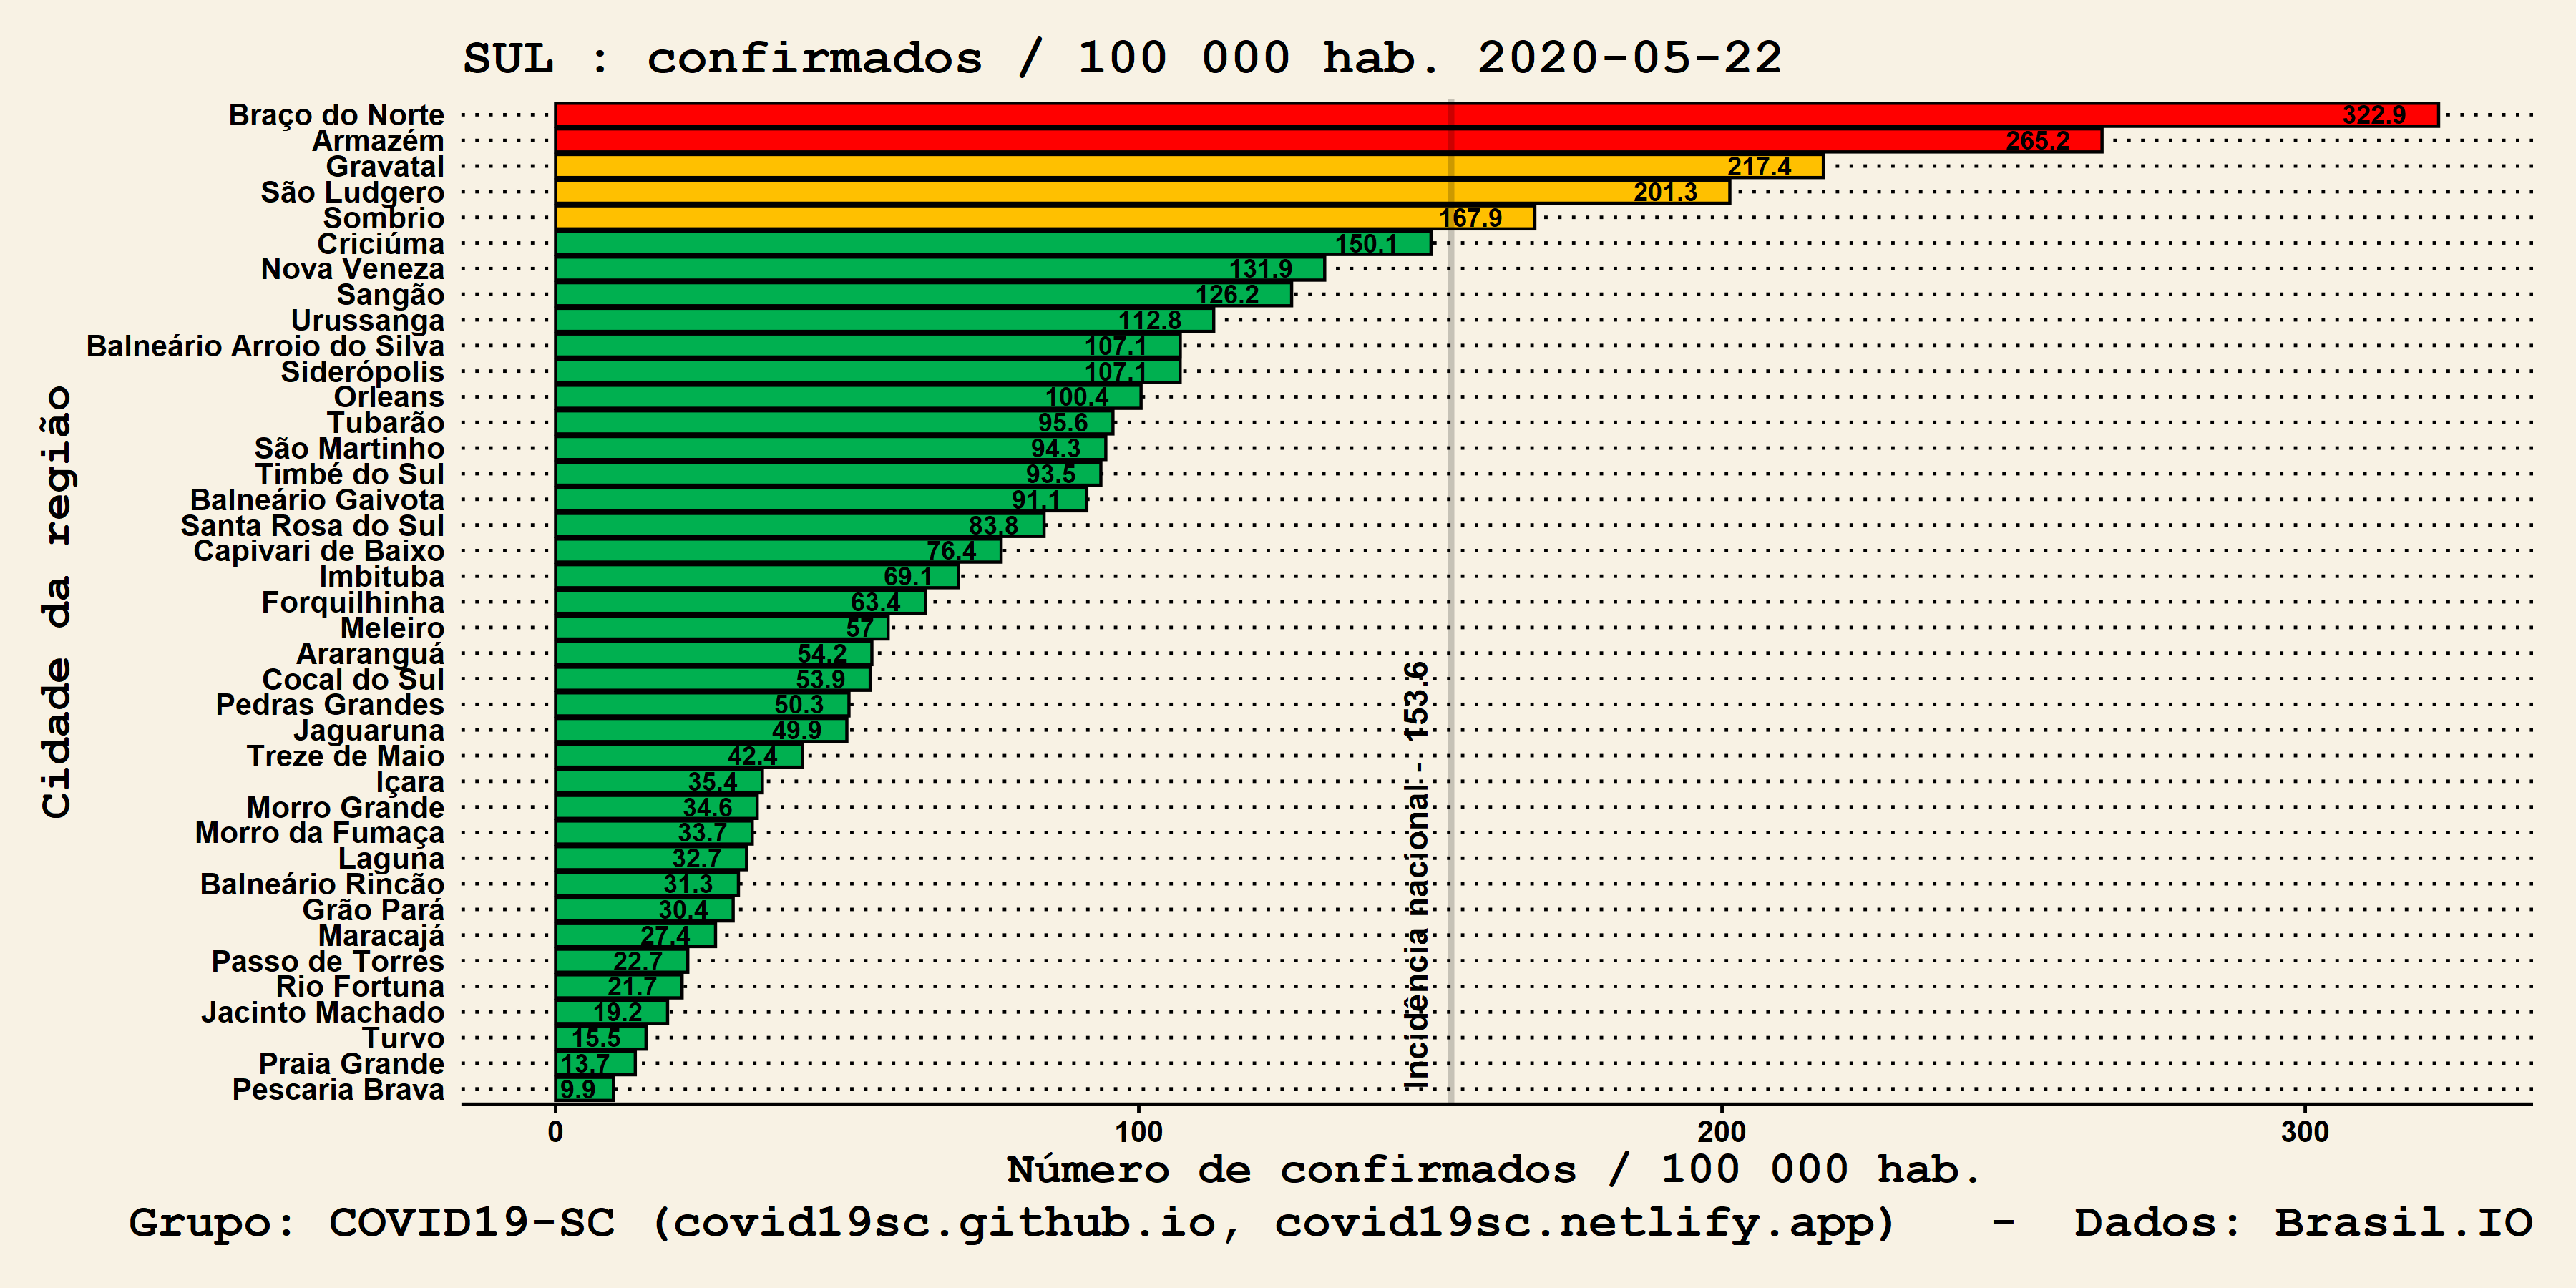 SUL : confirmados / 100 000 hab. 2020-05-22
Cidade da região
Braço do Norte 322.9
Armazém 265.2
Gravatal 217.4
São Ludgero 201.3
Sombrio 167.9
Criciúma 150.1
Nova Veneza 131.9
Sangão 126.2
Urussanga 112.8
Balneário Arroio do Silva 107.1
Siderópolis 107.1
Orleans 100.4
Tubarão 95.6
São Martinho 94.3
Timbé do Sul 93.5
Balneário Gaivota 91.1
Santa Rosa do Sul 83.8
Capivari de Baixo 76.4
Imbituba 69.1
Forquilhinha 63.4
Meleiro 57
Araranguá 54.2
Cocal do Sul 53.9
Pedras Grandes 50.3
Jaguaruna 49.9
Treze de Maio 42.4
Içara 35.4
Morro Grande 34.6
Morro da Fumaça 33.7
Laguna 32.7
Balneário Rincão 31.3
Grão Pará 30.4
Maracajá 27.4
Passo de Torres 22.7
Rio Fortuna 21.7
Jacinto Machado 19.2
Turvo 15.5
Praia Grande 13.7
Pescaria Brava 9.9
Incidência nacional - 153.6
0 100 200 300
Número de confirmados / 100 000 hab.
Grupo: COVID19-SC (covid19sc.github.io, covid19sc.netlify.app) - Dados: Brasil.IO